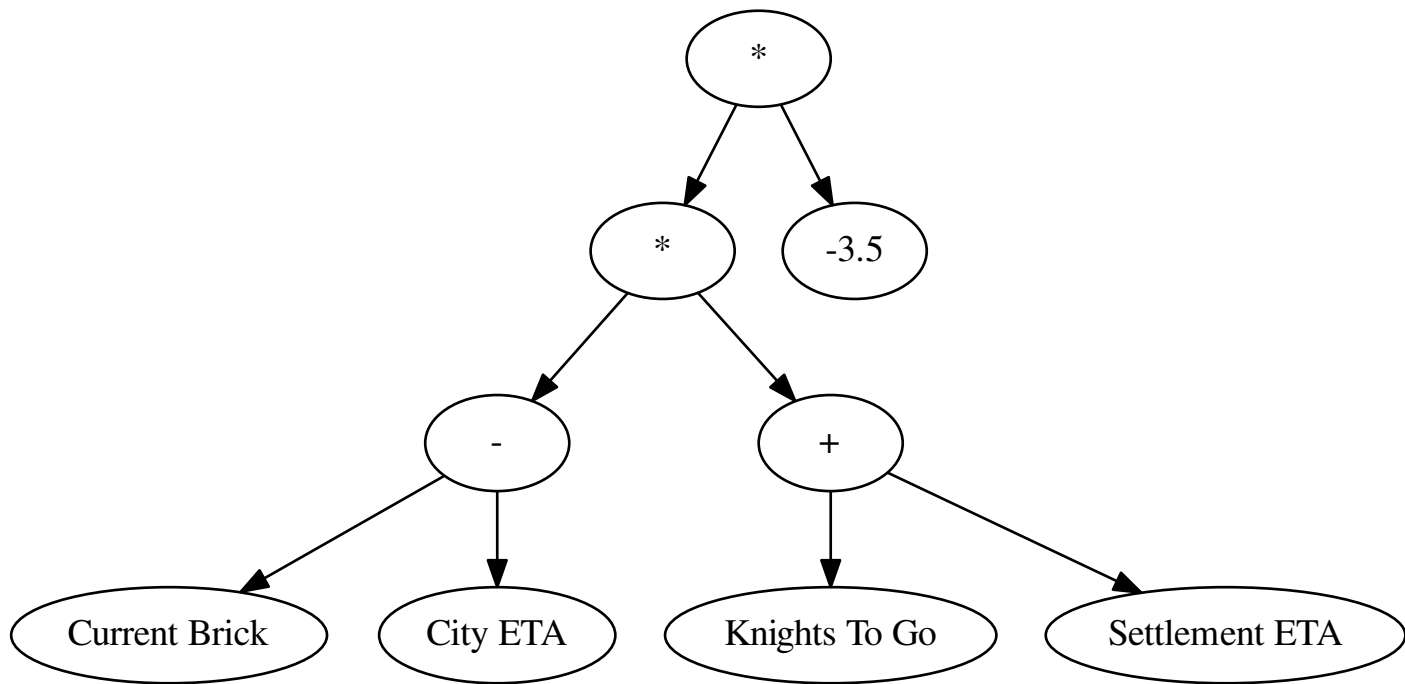 *
*
-3.5
-
+
Current Brick
City ETA
Knights To Go
Settlement ETA